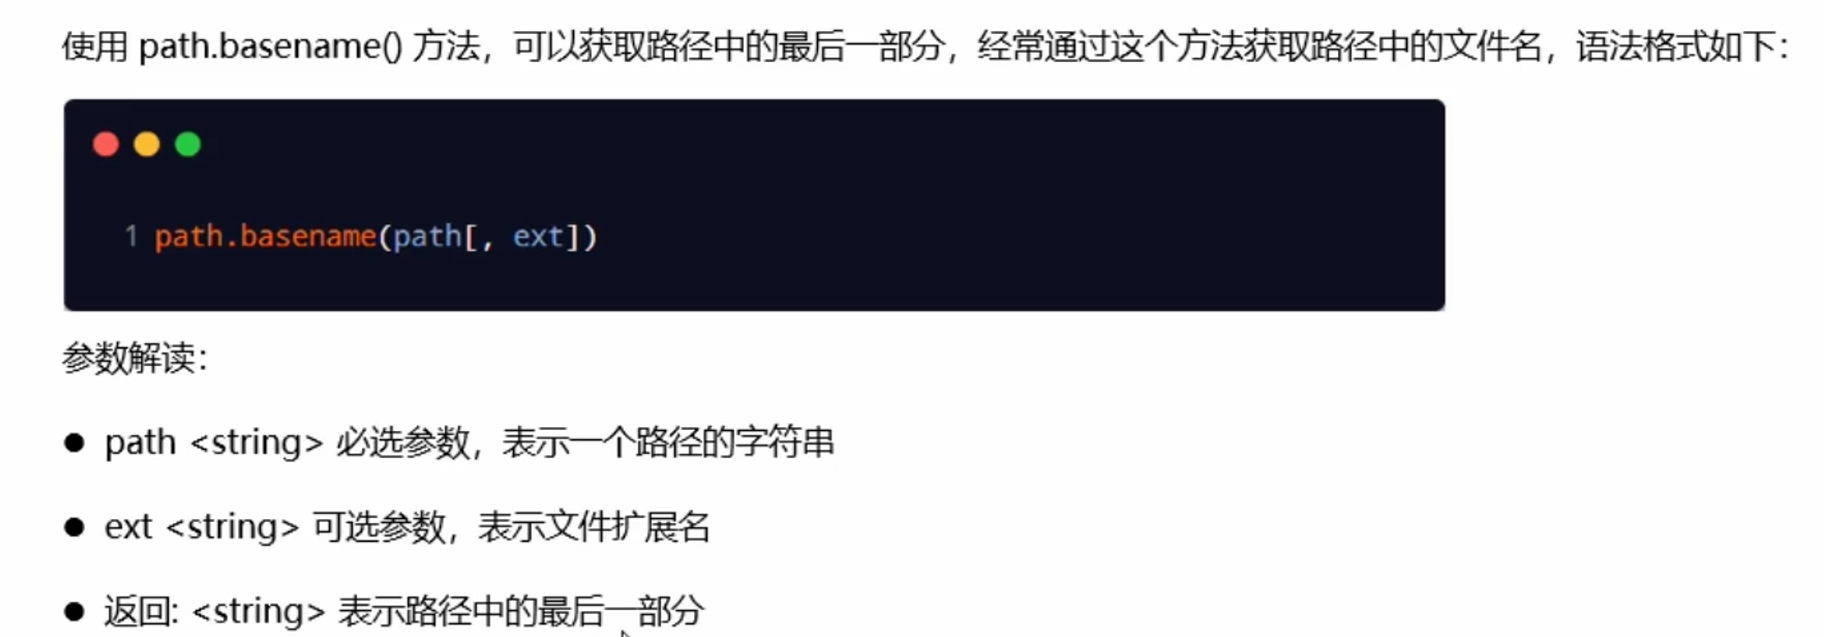 使用 path.basename() 方法，可以获取路径中的最后一部分，经常通过这个方法获取路径中的文件名，语法格式如下：
1 path.basename(path[, ext])
参数解读：
● path <string> 必选参数，表示一个路径的字符串
● ext <string> 可选参数，表示文件扩展名
● 返回: <string> 表示路径中的最后一部分